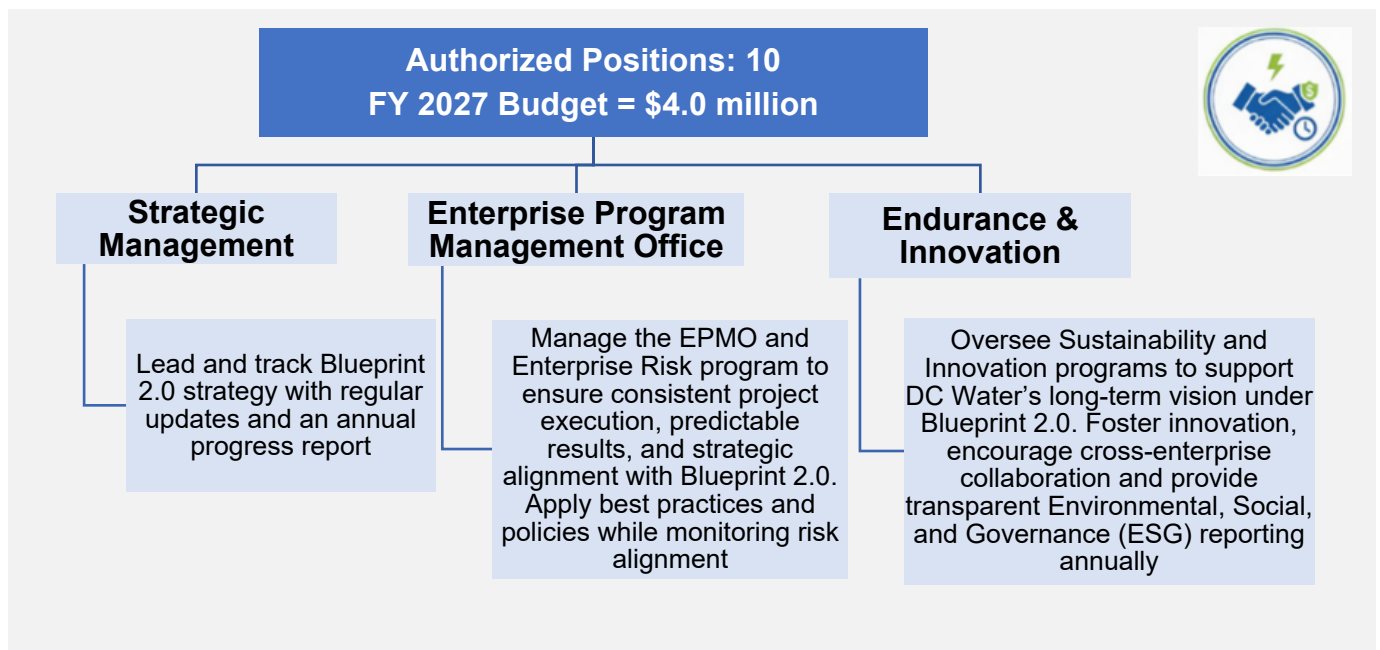 Authorized Positions: 10
FY 2027 Budget = $4.0 million
$
Strategic
Management
Enterprise Program
Management Office
Endurance &
Innovation
Lead and track Blueprint
2.0 strategy with regular
updates and an annual
progress report
Manage the EPMO and
Enterprise Risk program to
ensure consistent project
execution, predictable
results, and strategic
alignment with Blueprint 2.0.
Apply best practices and
policies while monitoring risk
alignment
Oversee Sustainability and
Innovation programs to support
DC Water’s long-term vision under
Blueprint 2.0. Foster innovation,
encourage cross-enterprise
collaboration and provide
transparent Environmental, Social,
and Governance (ESG) reporting
annually